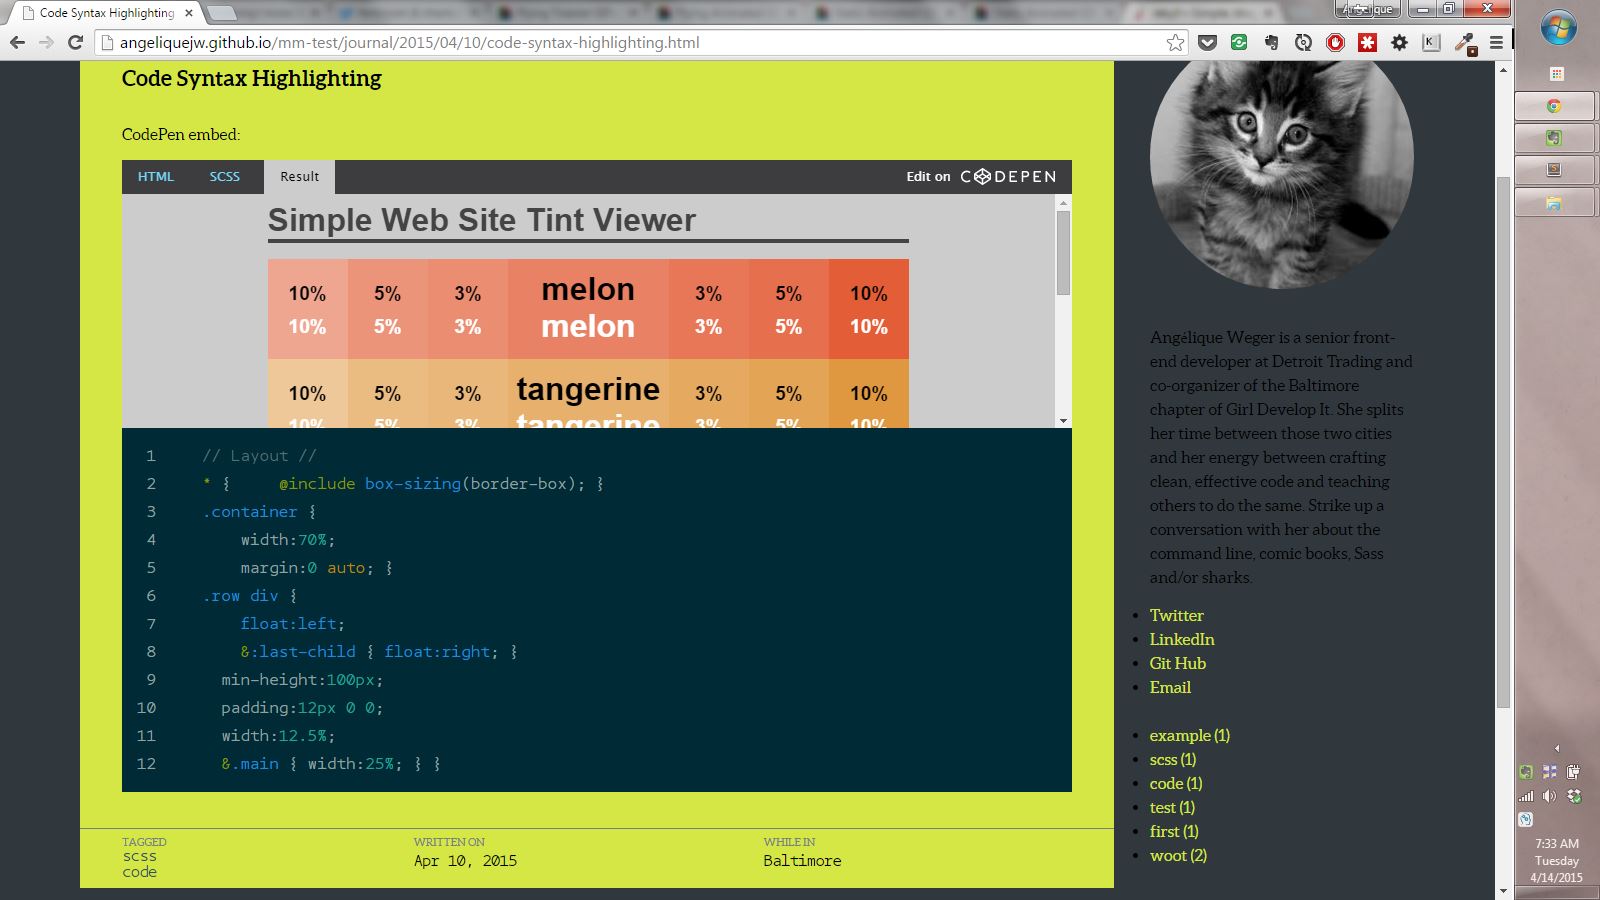 Code Syntax Highlighting
Angélique
angeliquejw.github.io/mm-test/journal/2015/04/10/code-syntax-highlighting.html
Code Syntax Highlighting
CodePen embed:
HTML SCSS Result Edit on CODEPEN
Simple Web Site Tint Viewer
10% 5% 3% melon 3% 5% 10%
10% 5% 3% melon 3% 5% 10%
10% 5% 3% tangerine 3% 5% 10%
10% 5% 3% tangerine 3% 5% 10%
1 // Layout //
2 * { @include box-sizing(border-box); }
3 .container {
4 width:70%;
5 margin:0 auto; }
6 .row div {
7 float:left;
8 &:last-child { float:right; }
9 min-height:100px;
10 padding:12px 0 0;
11 width:12.5%;
12 &.main { width:25%; } }
TAGGED
scss
code
WRITTEN ON
Apr 10, 2015
WHILE IN
Baltimore
Angélique Weger is a senior front-
end developer at Detroit Trading and
co-organizer of the Baltimore
chapter of Girl Develop It. She splits
her time between those two cities
and her energy between crafting
clean, effective code and teaching
others to do the same. Strike up a
conversation with her about the
command line, comic books, Sass
and/or sharks.
Twitter
LinkedIn
Git Hub
Email
example (1)
scss (1)
code (1)
test (1)
first (1)
woot (2)
7:33 AM
Tuesday
4/14/2015